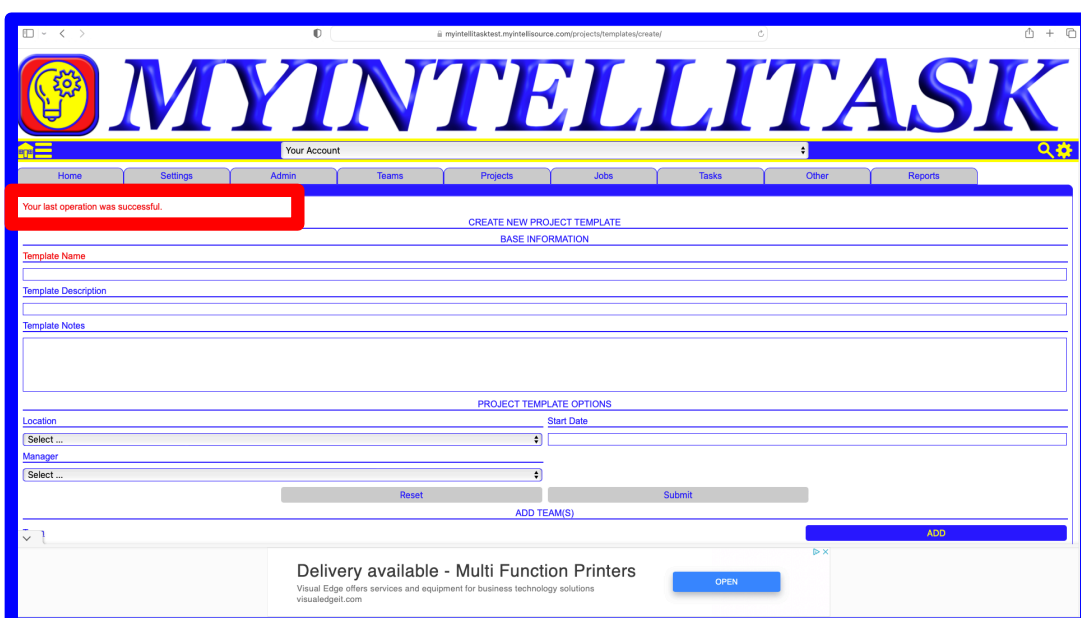 myintellitasktest.myintellisource.com/projects/templates/create/
MYINTELLITASK
Your Account
Home Settings Admin Teams Projects Jobs Tasks Other Reports
Your last operation was successful.
CREATE NEW PROJECT TEMPLATE
BASE INFORMATION
Template Name
Template Description
Template Notes
PROJECT TEMPLATE OPTIONS
Location Start Date
Select ...
Manager
Select ...
Reset Submit
ADD TEAM(S)
ADD
Delivery available - Multi Function Printers
Visual Edge offers services and equipment for business technology solutions
visualedgeit.com
OPEN